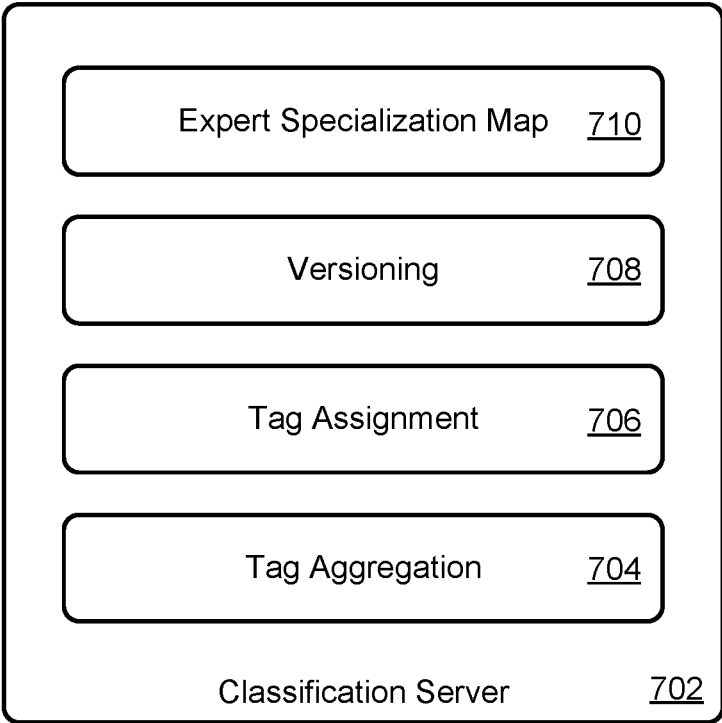 Expert Specialization Map 710
Versioning 708
Tag Assignment 706
Tag Aggregation 704
Classification Server 702